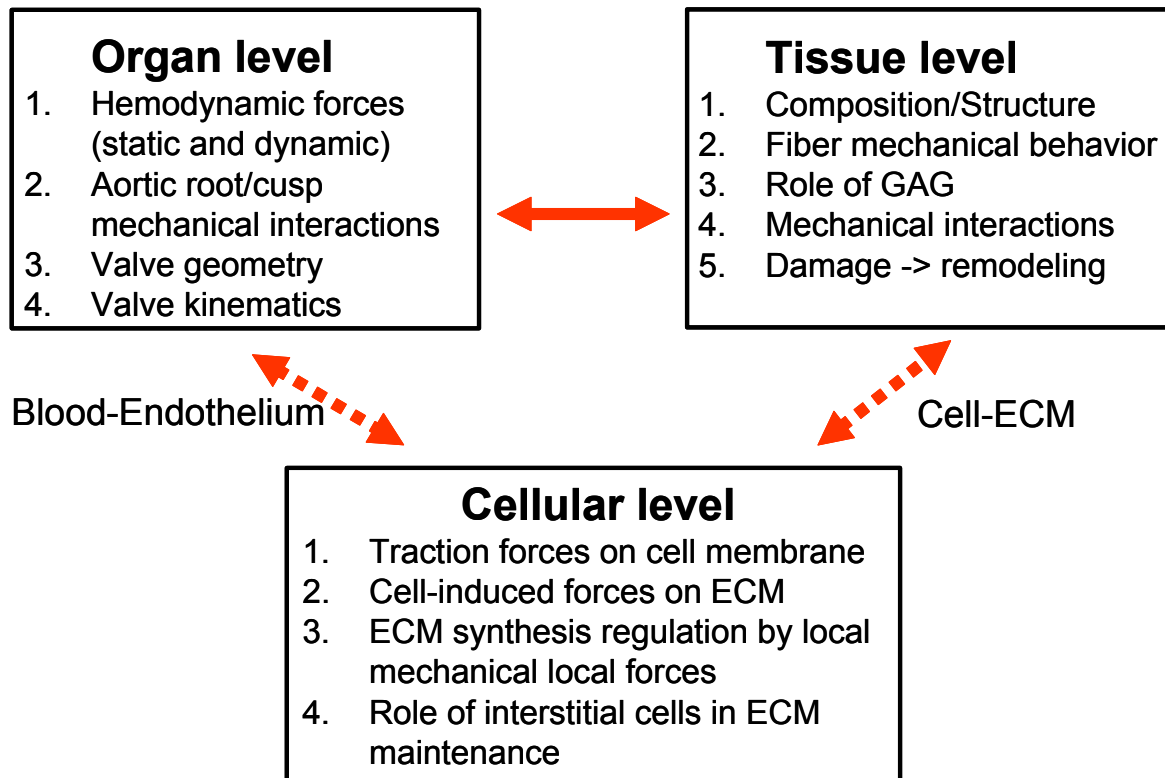 Organ level
1. Hemodynamic forces
(static and dynamic)
2. Aortic root/cusp
mechanical interactions
3. Valve geometry
4. Valve kinematics
Tissue level
1. Composition/Structure
2. Fiber mechanical behavior
3. Role of GAG
4. Mechanical interactions
5. Damage -> remodeling
Blood-Endothelium
Cell-ECM
Cellular level
1. Traction forces on cell membrane
2. Cell-induced forces on ECM
3. ECM synthesis regulation by local
mechanical local forces
4. Role of interstitial cells in ECM
maintenance